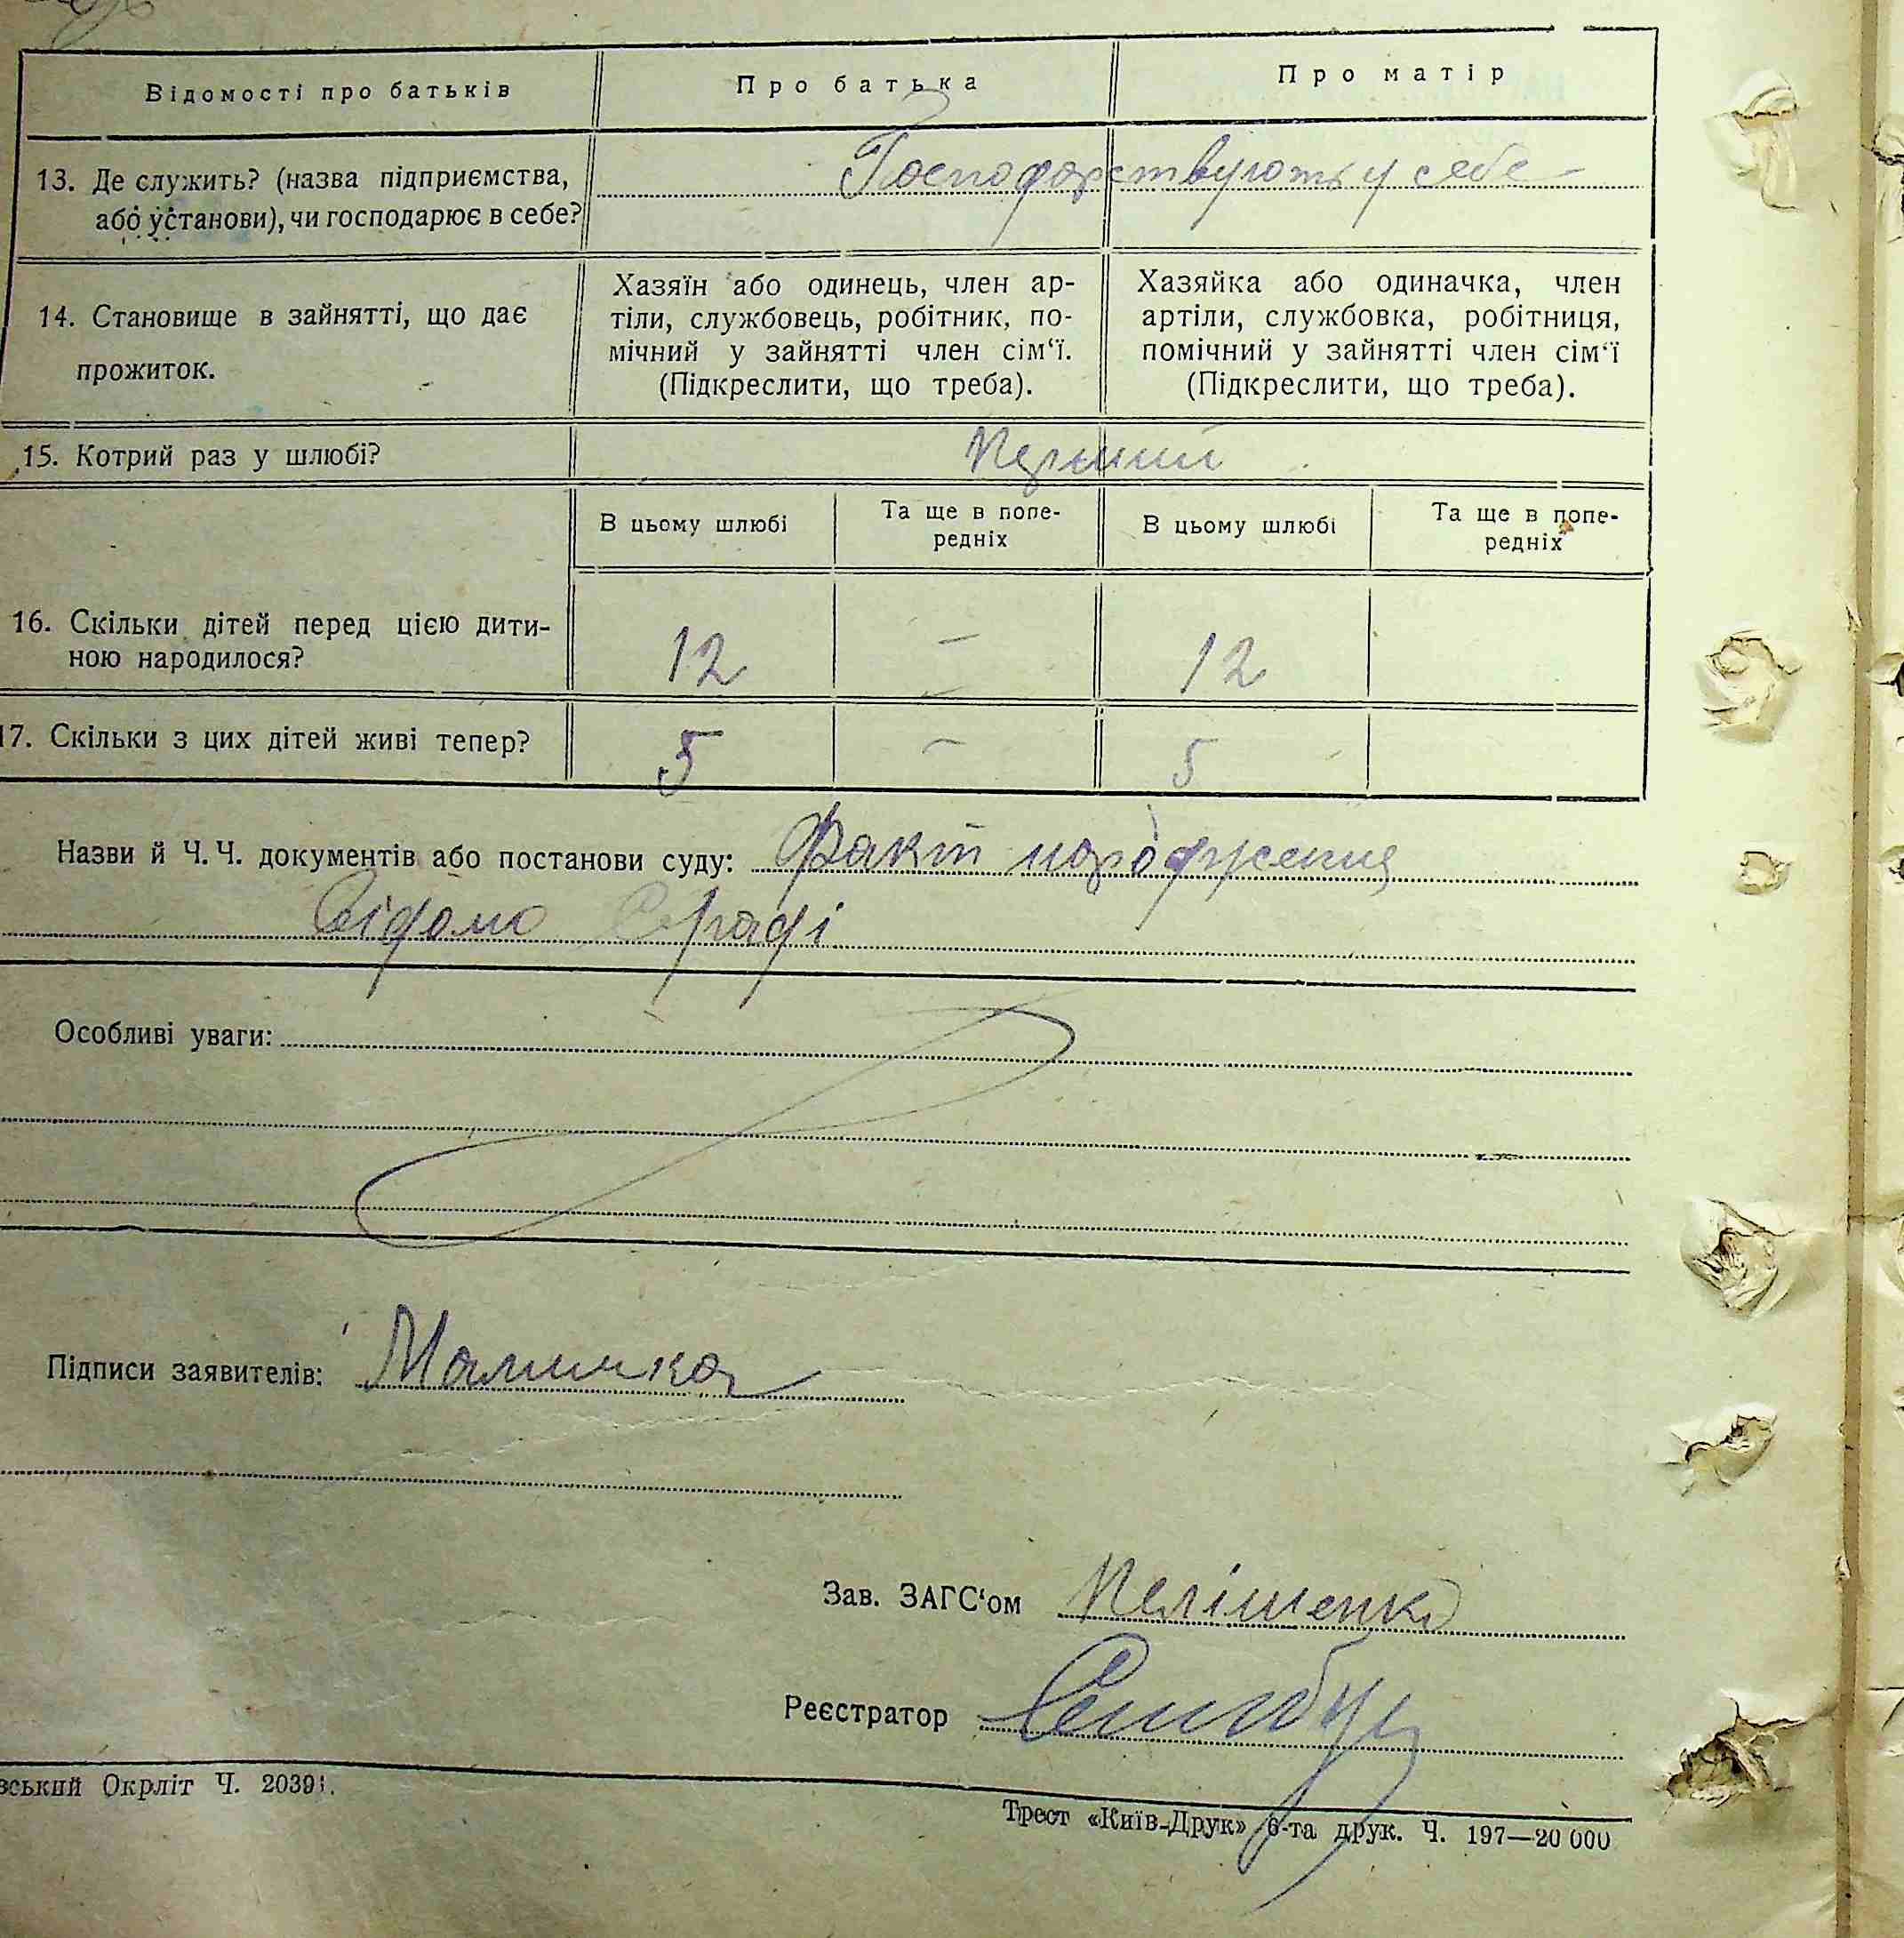 Відомості про батьків
Про батька
Про матір
13. Де служить? (назва підприємства, або установи), чи господарює в себе?
Господарствують у себе
14. Становище в зайнятті, що дає прожиток.
Хазяїн або одинець, член ар-
тіли, службовець, робітник, по-
мічний у зайнятті член сім‘ї.
(Підкреслити, що треба).
Хазяйка або одиначка, член
артіли, службовка, робітниця,
помічний у зайнятті член сім‘ї
(Підкреслити, що треба).
15. Котрий раз у шлюбі?
Перший
В цьому шлюбі
Та ще в попе-
редніх
В цьому шлюбі
Та ще в попе-
редніх
16. Скільки дітей перед цією дити-
ною народилося?
12 – 12
17. Скільки з цих дітей живі тепер?
5 – 5
Назви й Ч. Ч. документів або постанови суду: Факт народження
відомо Сраді
Особливі уваги:
Підписи заявителів: Малишко
Зав. ЗАГС‘ом
Реєстратор
вський Окрліт Ч. 2039
Трест «Київ-Друк» 6-та друк. Ч. 197—20 000